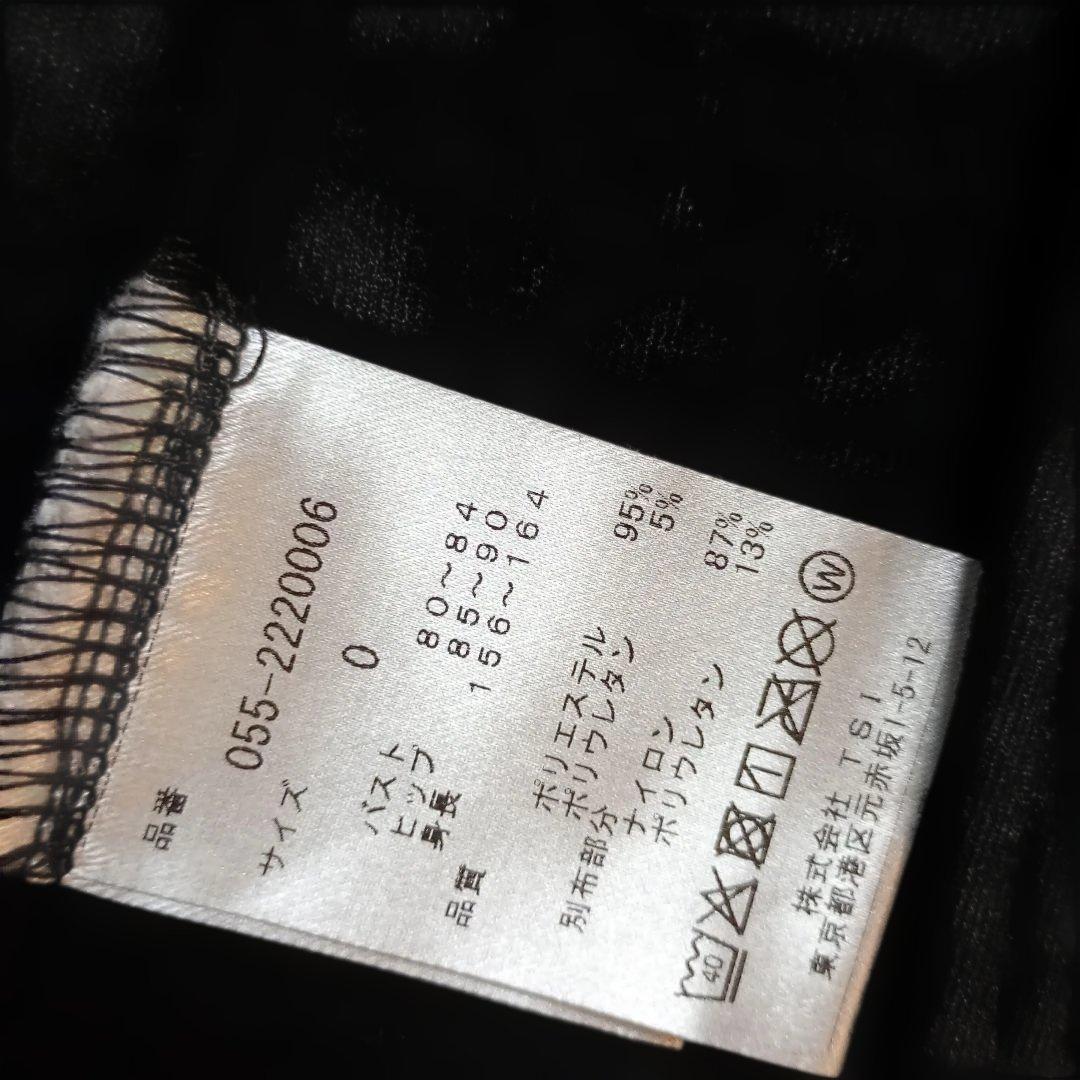 品番
055-2220006
サイズ 0
バスト 80~84
ヒップ 85~90
身長 156~164
品質
ポリエステル 95%
ポリウレタン 5%
別布部分
ナイロン 87%
ポリウレタン 13%
40
W
株式会社 TSI
東京都港区元赤坂1-5-12